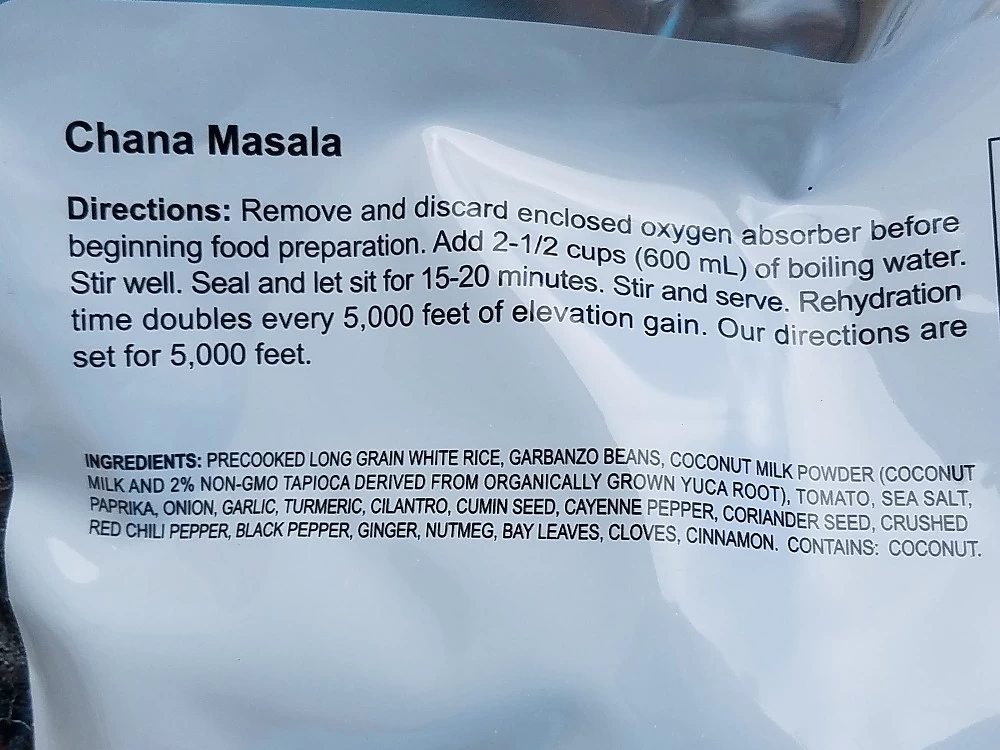 Chana Masala
Directions: Remove and discard enclosed oxygen absorber before
beginning food preparation. Add 2-1/2 cups (600 mL) of boiling water.
Stir well. Seal and let sit for 15-20 minutes. Stir and serve. Rehydration
time doubles every 5,000 feet of elevation gain. Our directions are
set for 5,000 feet.
INGREDIENTS: PRECOOKED LONG GRAIN WHITE RICE, GARBANZO BEANS, COCONUT MILK POWDER (COCONUT
MILK AND 2% NON-GMO TAPIOCA DERIVED FROM ORGANICALLY GROWN YUCA ROOT), TOMATO, SEA SALT,
PAPRIKA, ONION, GARLIC, TURMERIC, CILANTRO, CUMIN SEED, CAYENNE PEPPER, CORIANDER SEED, CRUSHED
RED CHILI PEPPER, BLACK PEPPER, GINGER, NUTMEG, BAY LEAVES, CLOVES, CINNAMON. CONTAINS: COCONUT.